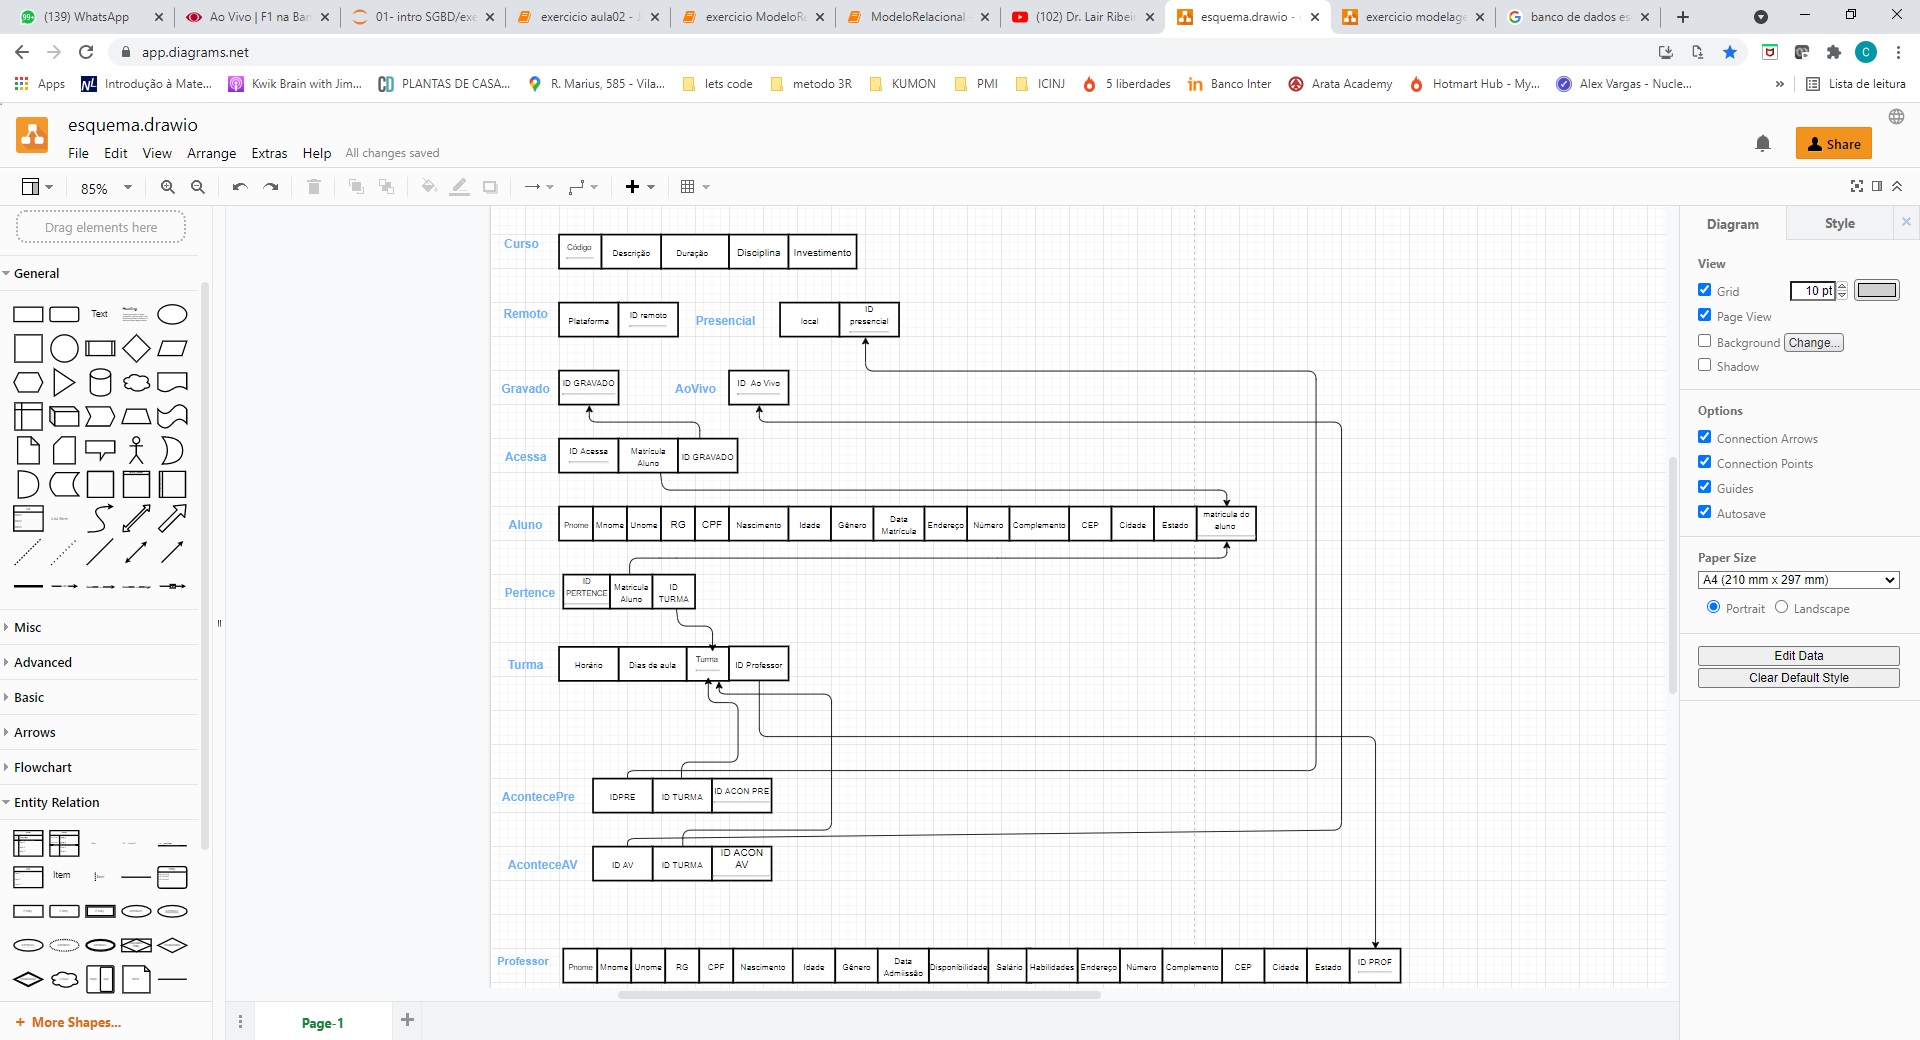 (139) WhatsApp
Ao Vivo | F1 na Ban
01- intro SGBD/exe
exercicio aula02 - J
exercicio ModeloRe
ModeloRelacional -
(102) Dr. Lair Ribei
esquema.drawio -
exercicio modelage
banco de dados es
app.diagrams.net
C
Apps
Introdução à Mate...
Kwik Brain with Jim...
PLANTAS DE CASA...
R. Marius, 585 - Vila...
lets code
metodo 3R
KUMON
PMI
ICINJ
5 liberdades
Banco Inter
Arata Academy
Hotmart Hub - My...
Alex Vargas - Nucle...
»
Lista de leitura
esquema.drawio
File Edit View Arrange Extras Help All changes saved
Share
85%
Drag elements here
General
Text
Heading
Misc
Advanced
Basic
Arrows
Flowchart
Entity Relation
Item
+ More Shapes...
Curso Código Descrição Duração Disciplina Investimento
Remoto Plataforma ID remoto Presencial local ID presencial
Gravado ID GRAVADO AoVivo ID Ao Vivo
Acessa ID Acessa Matrícula Aluno ID GRAVADO
Aluno Pnome Mnome Unome RG CPF Nascimento Idade Gênero Data Matrícula Endereço Número Complemento CEP Cidade Estado matricula do aluno
Pertence ID PERTENCE Matricula Aluno ID TURMA
Turma Horário Dias de aula Turma ID Professor
AcontecePre IDPRE ID TURMA ID ACON PRE
AconteceAV ID AV ID TURMA ID ACON AV
Professor Pnome Mnome Unome RG CPF Nascimento Idade Gênero Data Admissão Disponibilidade Salário Habilidades Endereço Número Complemento CEP Cidade Estado ID PROF
Page-1
Diagram Style
View
Grid 10 pt
Page View
Background Change...
Shadow
Options
Connection Arrows
Connection Points
Guides
Autosave
Paper Size
A4 (210 mm x 297 mm)
Portrait Landscape
Edit Data
Clear Default Style